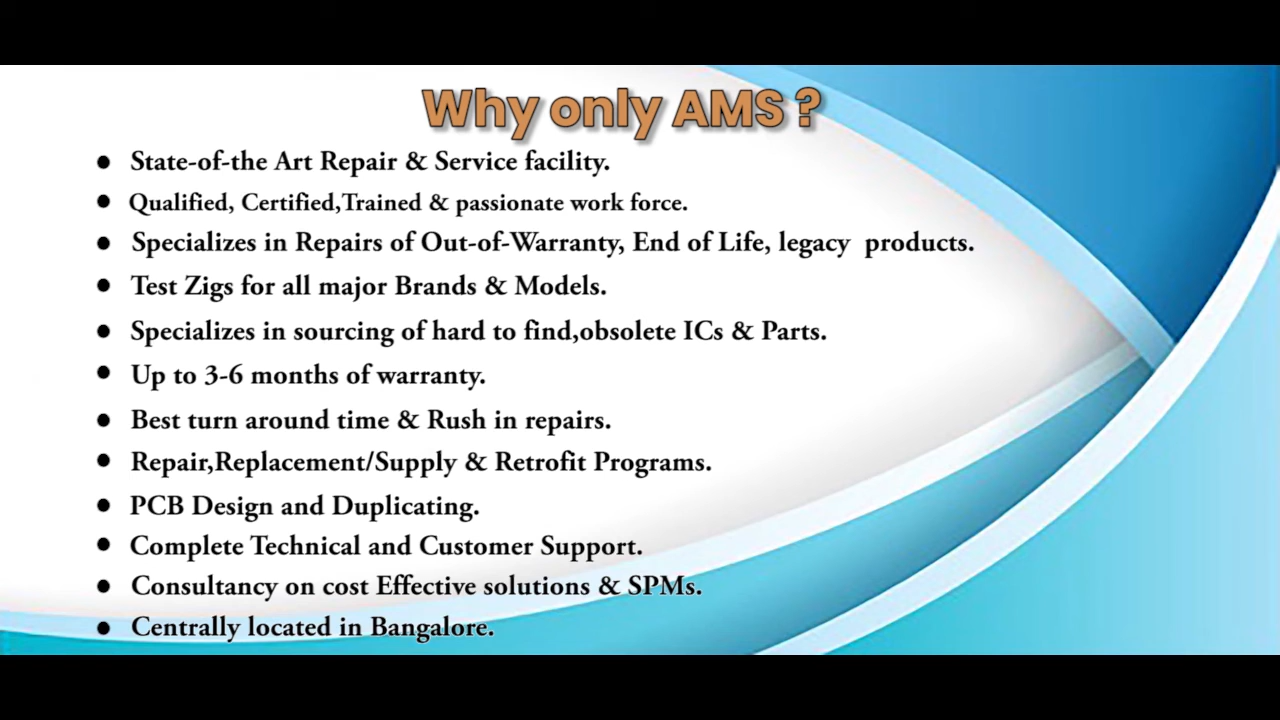 Why only AMS ?
● State-of-the Art Repair & Service facility.
● Qualified, Certified,Trained & passionate work force.
● Specializes in Repairs of Out-of-Warranty, End of Life, legacy  products.
● Test Zigs for all major Brands & Models.
● Specializes in sourcing of hard to find,obsolete ICs & Parts.
● Up to 3-6 months of warranty.
● Best turn around time & Rush in repairs.
● Repair,Replacement/Supply & Retrofit Programs.
● PCB Design and Duplicating.
● Complete Technical and Customer Support.
● Consultancy on cost Effective solutions & SPMs.
● Centrally located in Bangalore.